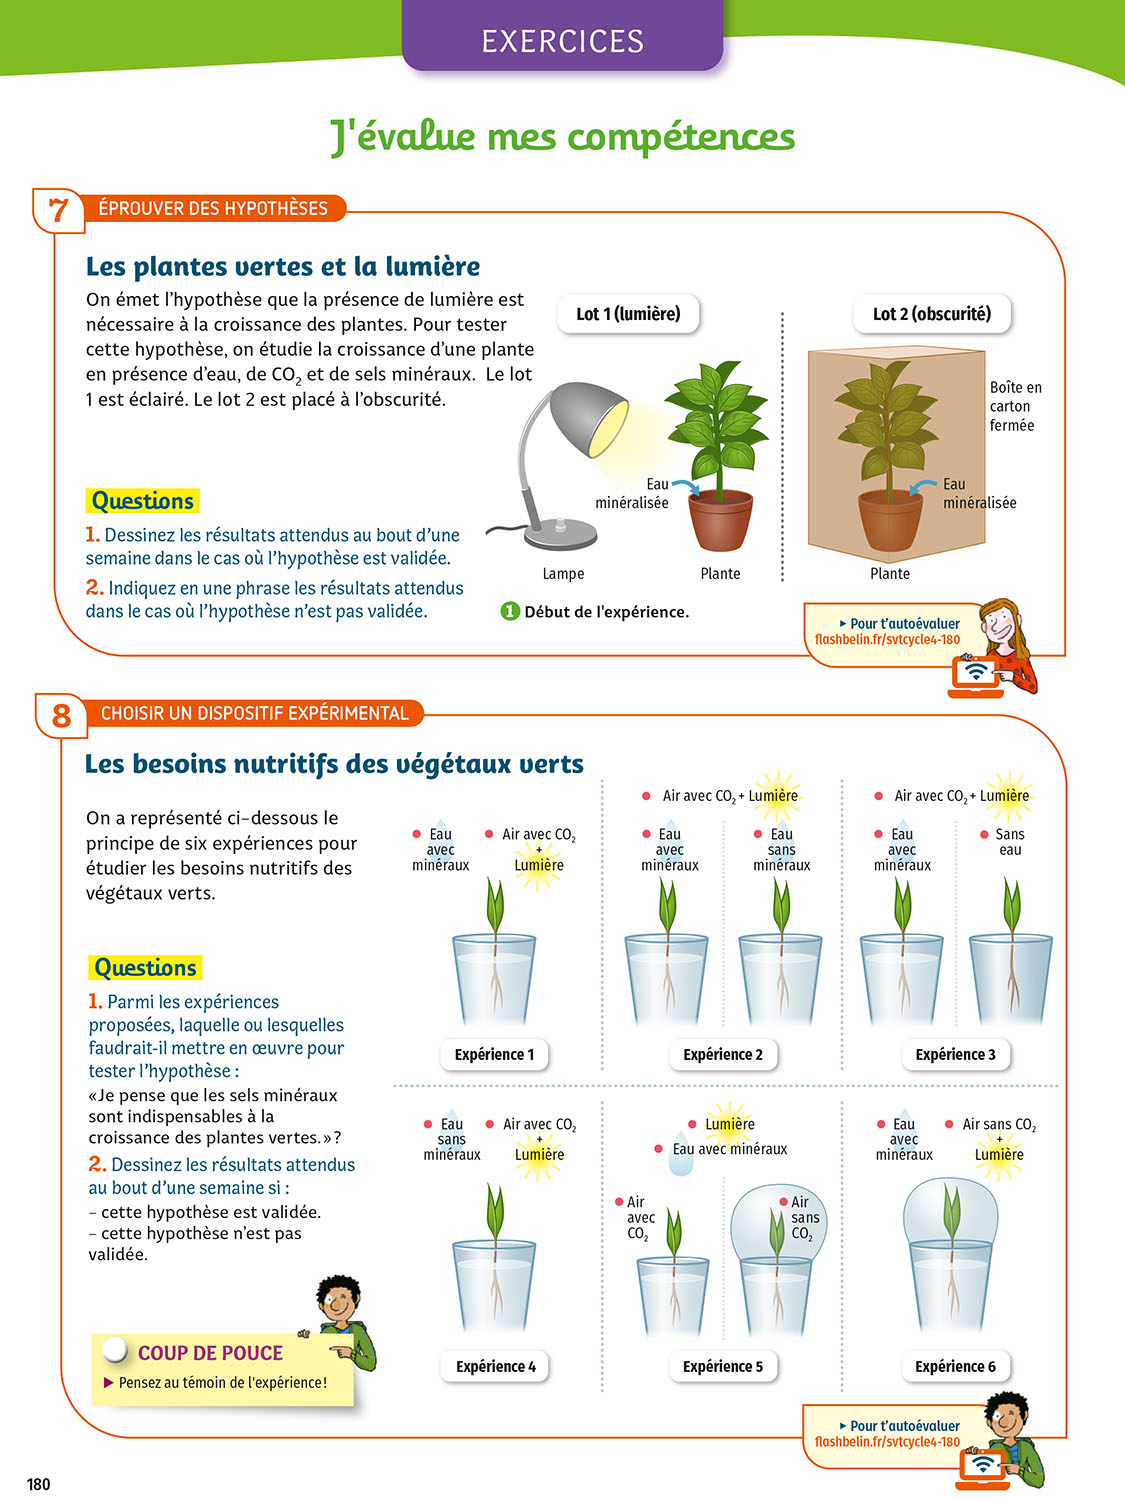 EXERCICES
J'évalue mes compétences
7 ÉPROUVER DES HYPOTHÈSES
Les plantes vertes et la lumière
On émet l'hypothèse que la présence de lumière est
nécessaire à la croissance des plantes. Pour tester
cette hypothèse, on étudie la croissance d'une plante
en présence d'eau, de CO₂ et de sels minéraux. Le lot
1 est éclairé. Le lot 2 est placé à l'obscurité.
Questions
1. Dessinez les résultats attendus au bout d'une
semaine dans le cas où l'hypothèse est validée.
2. Indiquez en une phrase les résultats attendus
dans le cas où l'hypothèse n'est pas validée.
Lot 1 (lumière)
Eau
minéralisée
Lampe
Plante
Lot 2 (obscurité)
Boîte en
carton
fermée
Eau
minéralisée
Plante
1 Début de l'expérience.
▸ Pour t'autoévaluer
flashbelin.fr/svtcycle4-180
8 CHOISIR UN DISPOSITIF EXPÉRIMENTAL
Les besoins nutritifs des végétaux verts
On a représenté ci-dessous le
principe de six expériences pour
étudier les besoins nutritifs des
végétaux verts.
Questions
1. Parmi les expériences
proposées, laquelle ou lesquelles
faudrait-il mettre en œuvre pour
tester l'hypothèse :
«Je pense que les sels minéraux
sont indispensables à la
croissance des plantes vertes.» ?
2. Dessinez les résultats attendus
au bout d'une semaine si :
– cette hypothèse est validée.
– cette hypothèse n'est pas
validée.
COUP DE POUCE
▶ Pensez au témoin de l'expérience!
● Eau
avec
minéraux
● Air avec CO₂
+
Lumière
Expérience 1
● Air avec CO₂ + Lumière
● Eau
avec
minéraux
● Eau
sans
minéraux
Expérience 2
● Air avec CO₂ + Lumière
● Eau
avec
minéraux
● Sans
eau
Expérience 3
● Eau
sans
minéraux
● Air avec CO₂
+
Lumière
Expérience 4
● Lumière
● Eau avec minéraux
● Air
avec
CO₂
● Air
sans
CO₂
Expérience 5
● Eau
avec
minéraux
● Air sans CO₂
+
Lumière
Expérience 6
▸ Pour t'autoévaluer
flashbelin.fr/svtcycle4-180
180